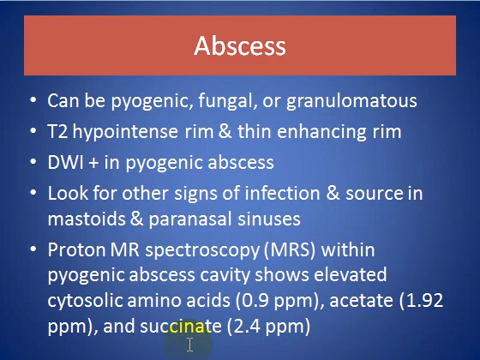 Abscess
• Can be pyogenic, fungal, or granulomatous
• T2 hypointense rim & thin enhancing rim
• DWI + in pyogenic abscess
• Look for other signs of infection & source in
mastoids & paranasal sinuses
• Proton MR spectroscopy (MRS) within
pyogenic abscess cavity shows elevated
cytosolic amino acids (0.9 ppm), acetate (1.92
ppm), and succinate (2.4 ppm)